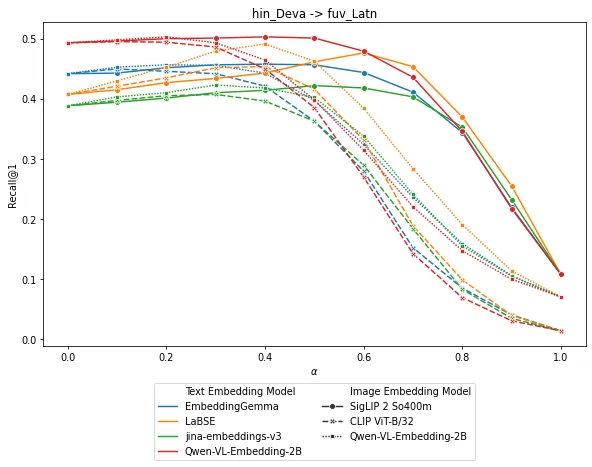 hin_Deva -> fuv_Latn
Recall@1
0.5
0.4
0.3
0.2
0.1
0.0
0.0 0.2 0.4 0.6 0.8 1.0
α
Text Embedding Model
EmbeddingGemma
LaBSE
jina-embeddings-v3
Qwen-VL-Embedding-2B
Image Embedding Model
SigLIP 2 So400m
CLIP ViT-B/32
Qwen-VL-Embedding-2B